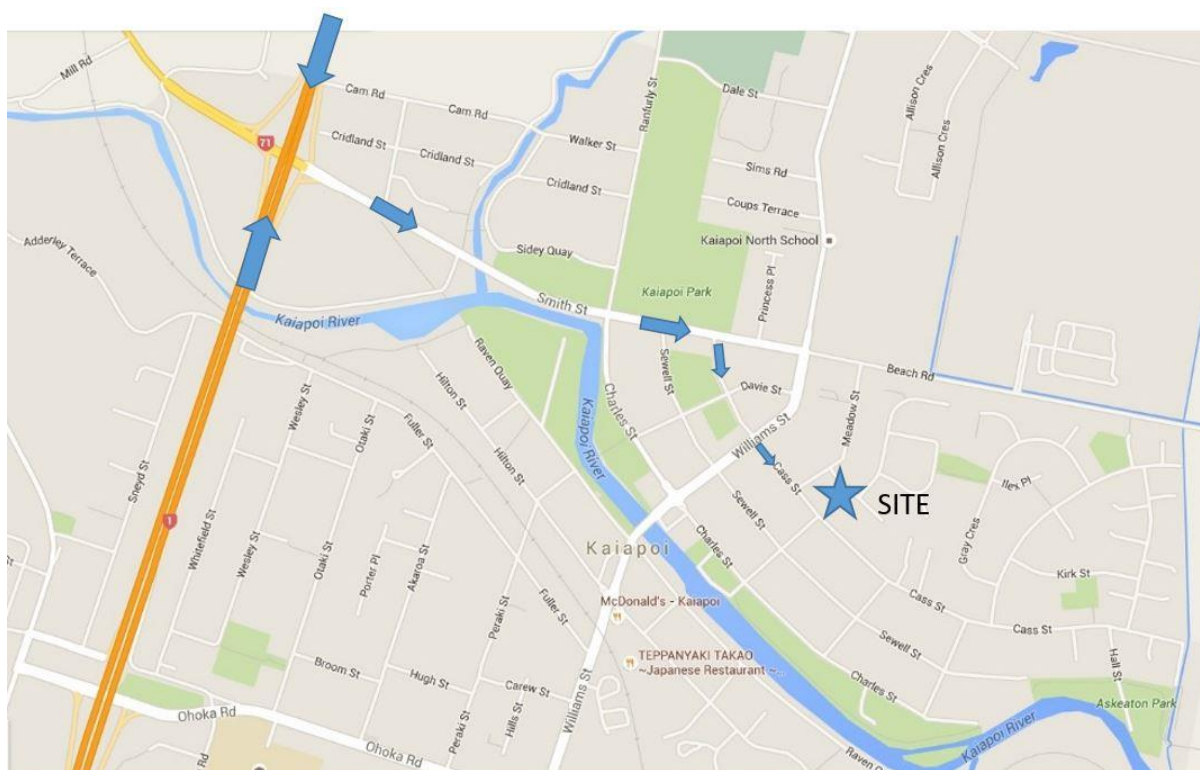 Mill Rd
71
Cam Rd
Cam Rd
Cridland St
Cridland St
Walker St
Cridland St
Ranfurly St
Dale St
Sims Rd
Coups Terrace
Kaiapoi North School
Allison Cres
Allison Cres
Adderley Terrace
Sidey Quay
Kaiapoi Park
Princess Pl
Smith St
Kaiapoi River
Raven Quay
Sewell St
Beach Rd
Hilton St
Davie St
Charles St
Kaiapoi River
Meadow St
Williams St
Wesley St
Otaki St
Fuller St
Hilton St
Cass St
SITE
Sneyd St
Ilex Pl
Whitefield St
Wesley St
Otaki St
Porter Pl
Akaroa St
1
Sewell St
Gray Cres
Kaiapoi
Charles St
Kirk St
Peraki St
Fuller St
McDonald's - Kaiapoi
Cass St
Cass St
TEPPANYAKI TAKAO
~Japanese Restaurant ~...
Sewell St
Hall St
Broom St
Hugh St
Carew St
Williams St
Charles St
Askeaton Park
Ohoka Rd
Hills St
Peraki St
Ohoka Rd
Raven Q
Kaiapoi River